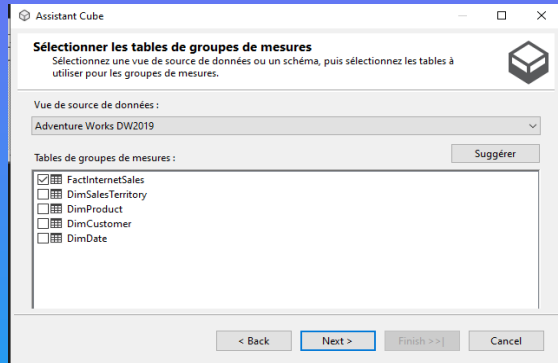 Assistant Cube
Sélectionner les tables de groupes de mesures
Sélectionnez une vue de source de données ou un schéma, puis sélectionnez les tables à
utiliser pour les groupes de mesures.
Vue de source de données :
Adventure Works DW2019
Tables de groupes de mesures :
Suggérer
FactInternetSales
DimSalesTerritory
DimProduct
DimCustomer
DimDate
< Back
Next >
Finish >>|
Cancel